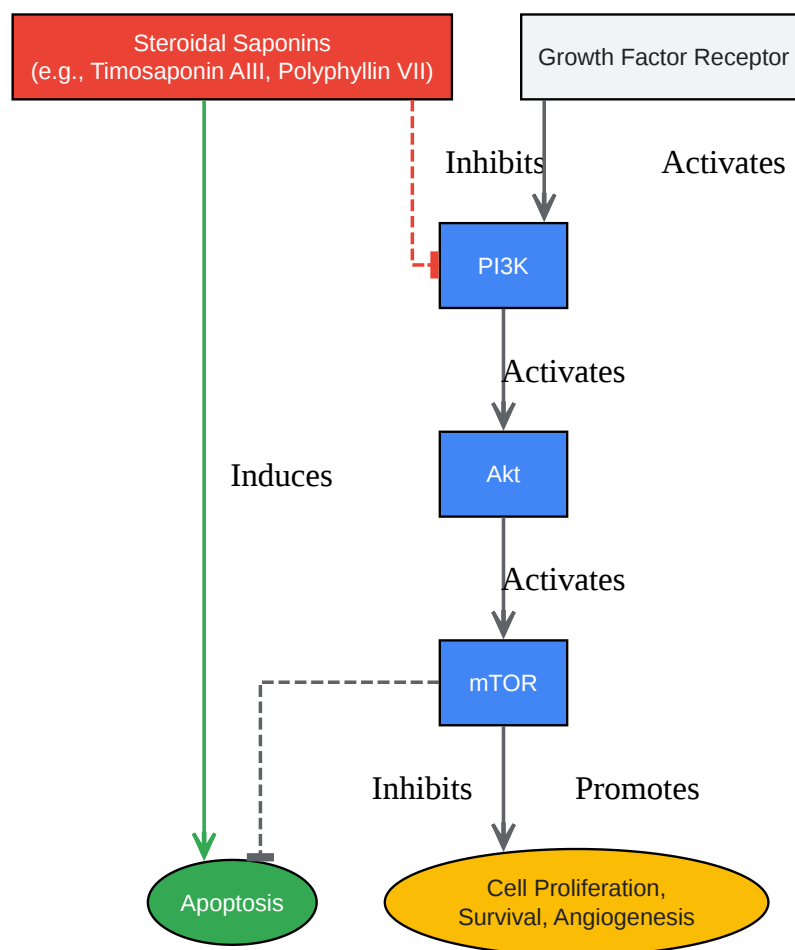 Steroidal Saponins
(e.g., Timosaponin AIII, Polyphyllin VII)
Growth Factor Receptor
Inhibits
Activates
PI3K
Activates
Akt
Induces
Activates
mTOR
Inhibits
Promotes
Apoptosis
Cell Proliferation,
Survival, Angiogenesis